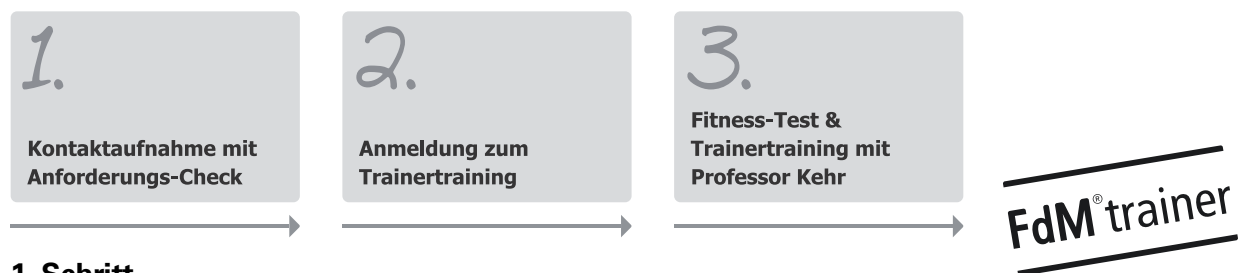 1.
Kontaktaufnahme mit
Anforderungs-Check
2.
Anmeldung zum
Trainertraining
3.
Fitness-Test &
Trainertraining mit
Professor Kehr
FdM® trainer
1. Schritt